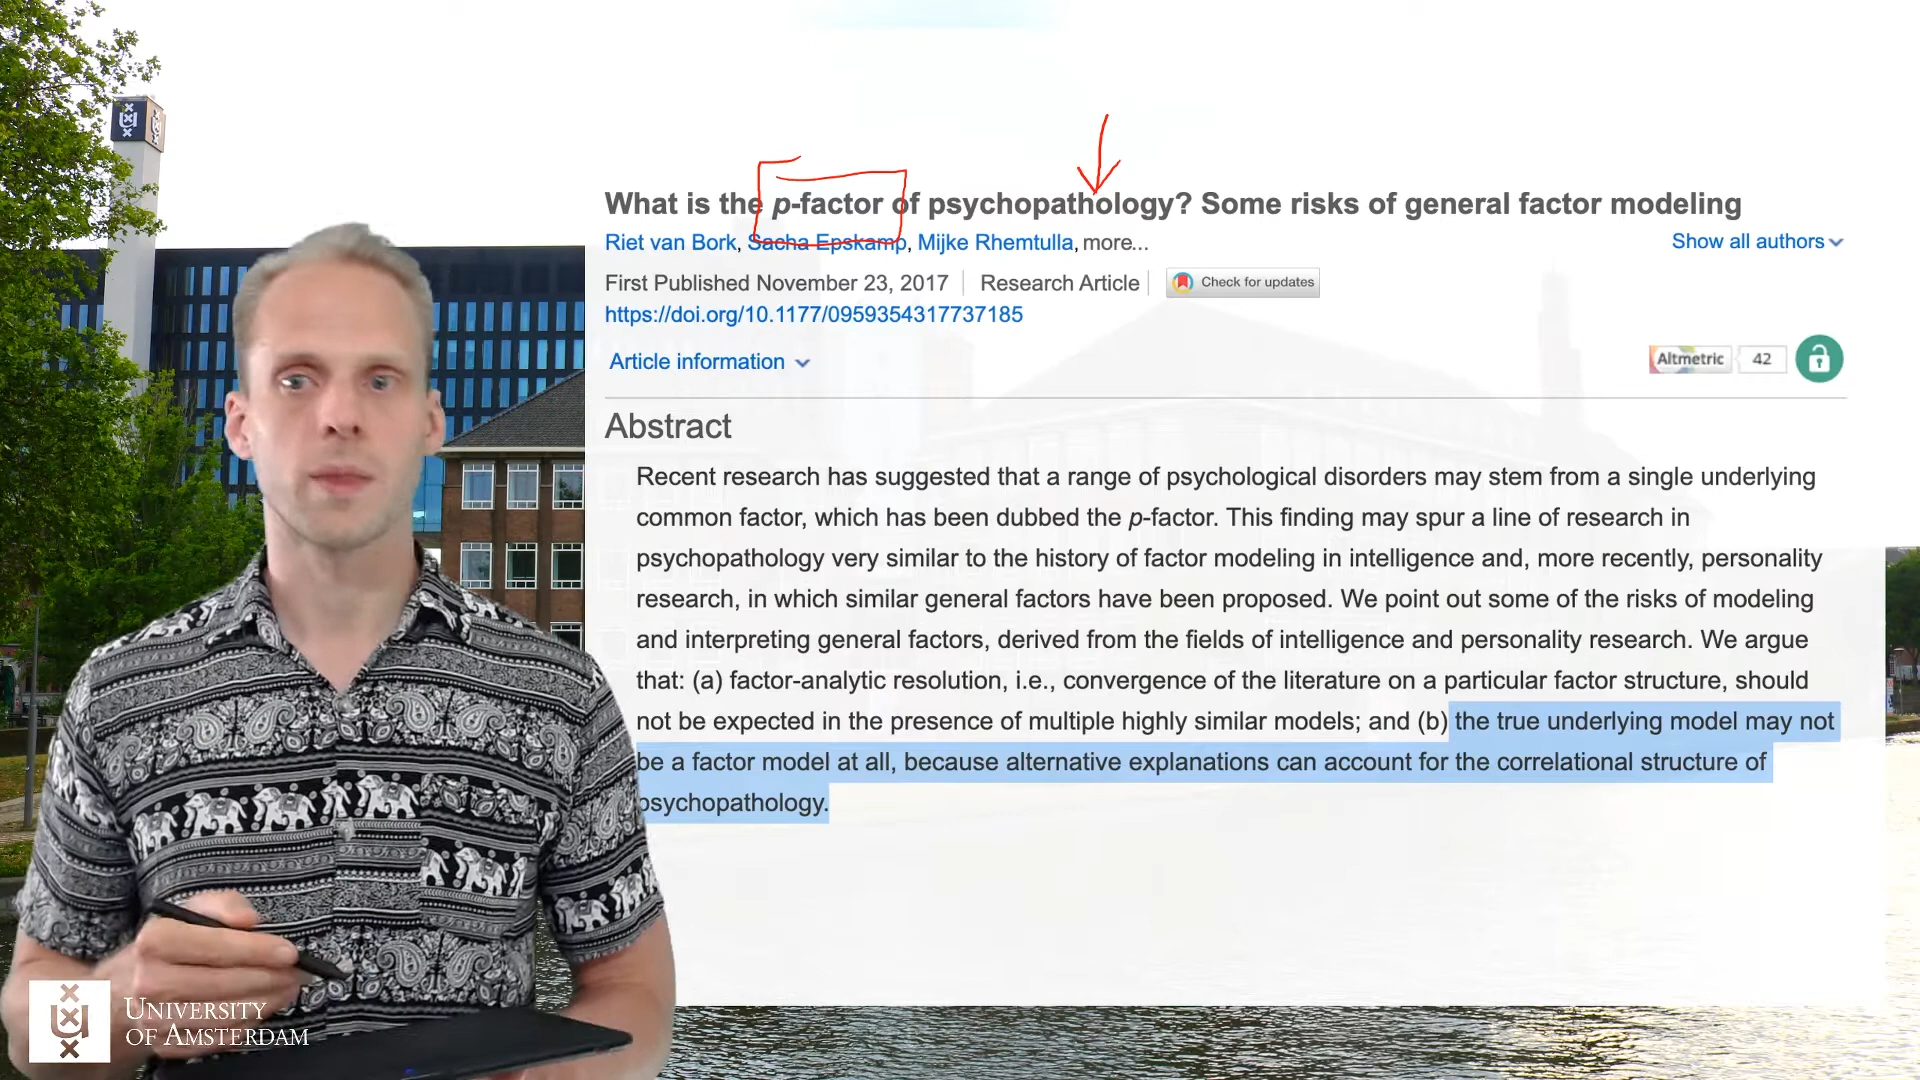 What is the p-factor of psychopathology? Some risks of general factor modeling
Riet van Bork, Sacha Epskamp, Mijke Rhemtulla, more...
Show all authors
First Published November 23, 2017 Research Article Check for updates
https://doi.org/10.1177/0959354317737185
Article information
Altmetric 42
Abstract
Recent research has suggested that a range of psychological disorders may stem from a single underlying
common factor, which has been dubbed the p-factor. This finding may spur a line of research in
psychopathology very similar to the history of factor modeling in intelligence and, more recently, personality
research, in which similar general factors have been proposed. We point out some of the risks of modeling
and interpreting general factors, derived from the fields of intelligence and personality research. We argue
that: (a) factor-analytic resolution, i.e., convergence of the literature on a particular factor structure, should
not be expected in the presence of multiple highly similar models; and (b) the true underlying model may not
be a factor model at all, because alternative explanations can account for the correlational structure of
psychopathology.
UNIVERSITY
OF AMSTERDAM